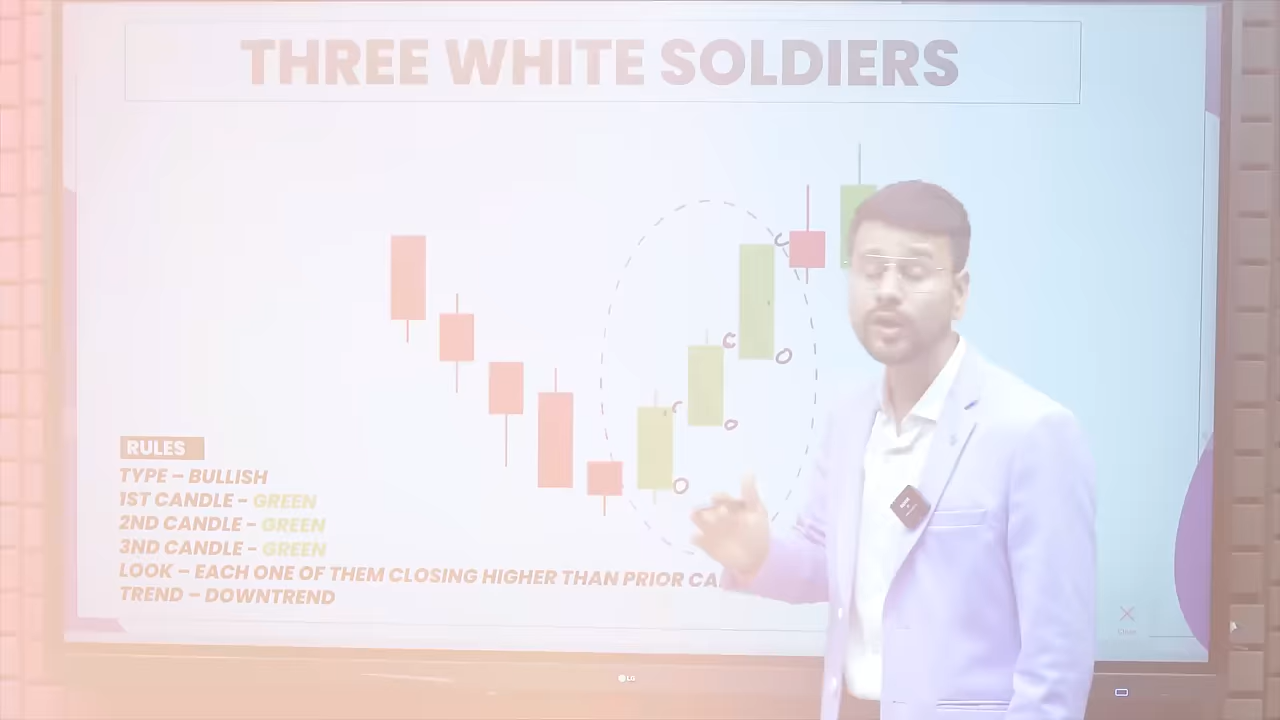 THREE WHITE SOLDIERS
C
C
O
C
O
O
RULES
TYPE – BULLISH
1ST CANDLE - GREEN
2ND CANDLE - GREEN
3ND CANDLE - GREEN
LOOK – EACH ONE OF THEM CLOSING HIGHER THAN PRIOR
TREND – DOWNTREND
LG